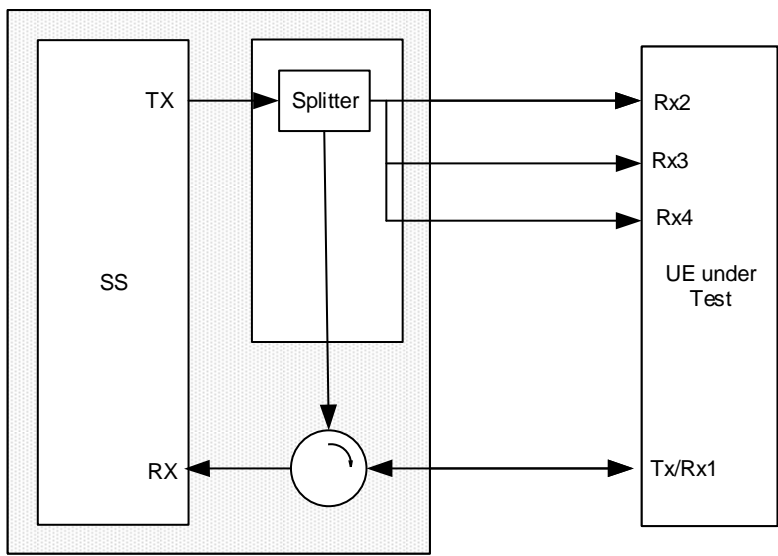 TX
Splitter
Rx2
Rx3
Rx4
SS
UE under
Test
RX
Tx/Rx1